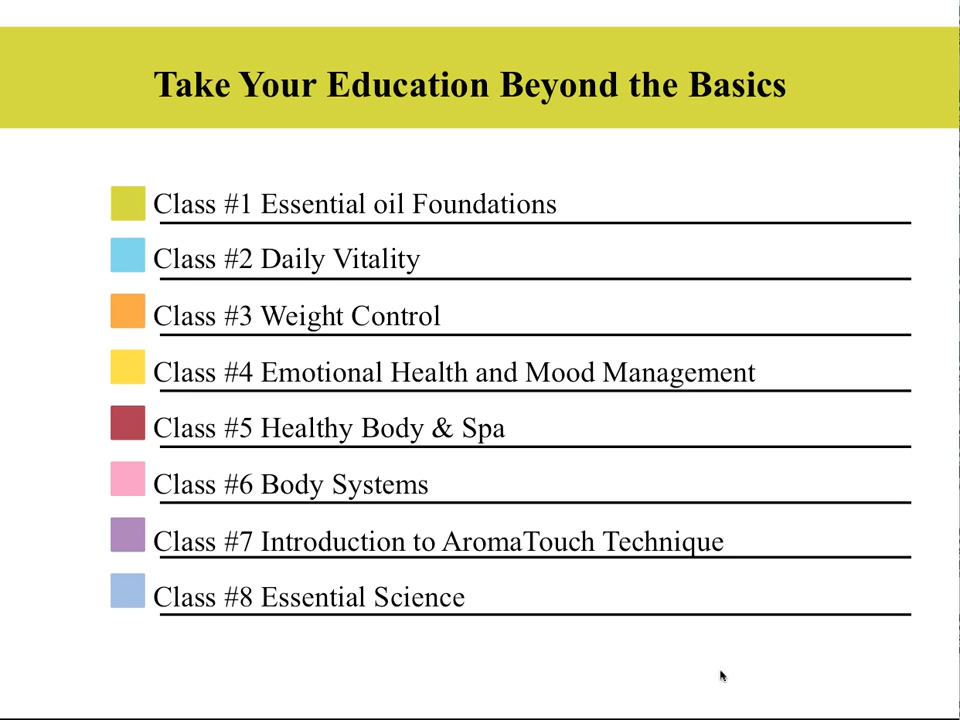 Take Your Education Beyond the Basics
Class #1 Essential oil Foundations
Class #2 Daily Vitality
Class #3 Weight Control
Class #4 Emotional Health and Mood Management
Class #5 Healthy Body & Spa
Class #6 Body Systems
Class #7 Introduction to AromaTouch Technique
Class #8 Essential Science